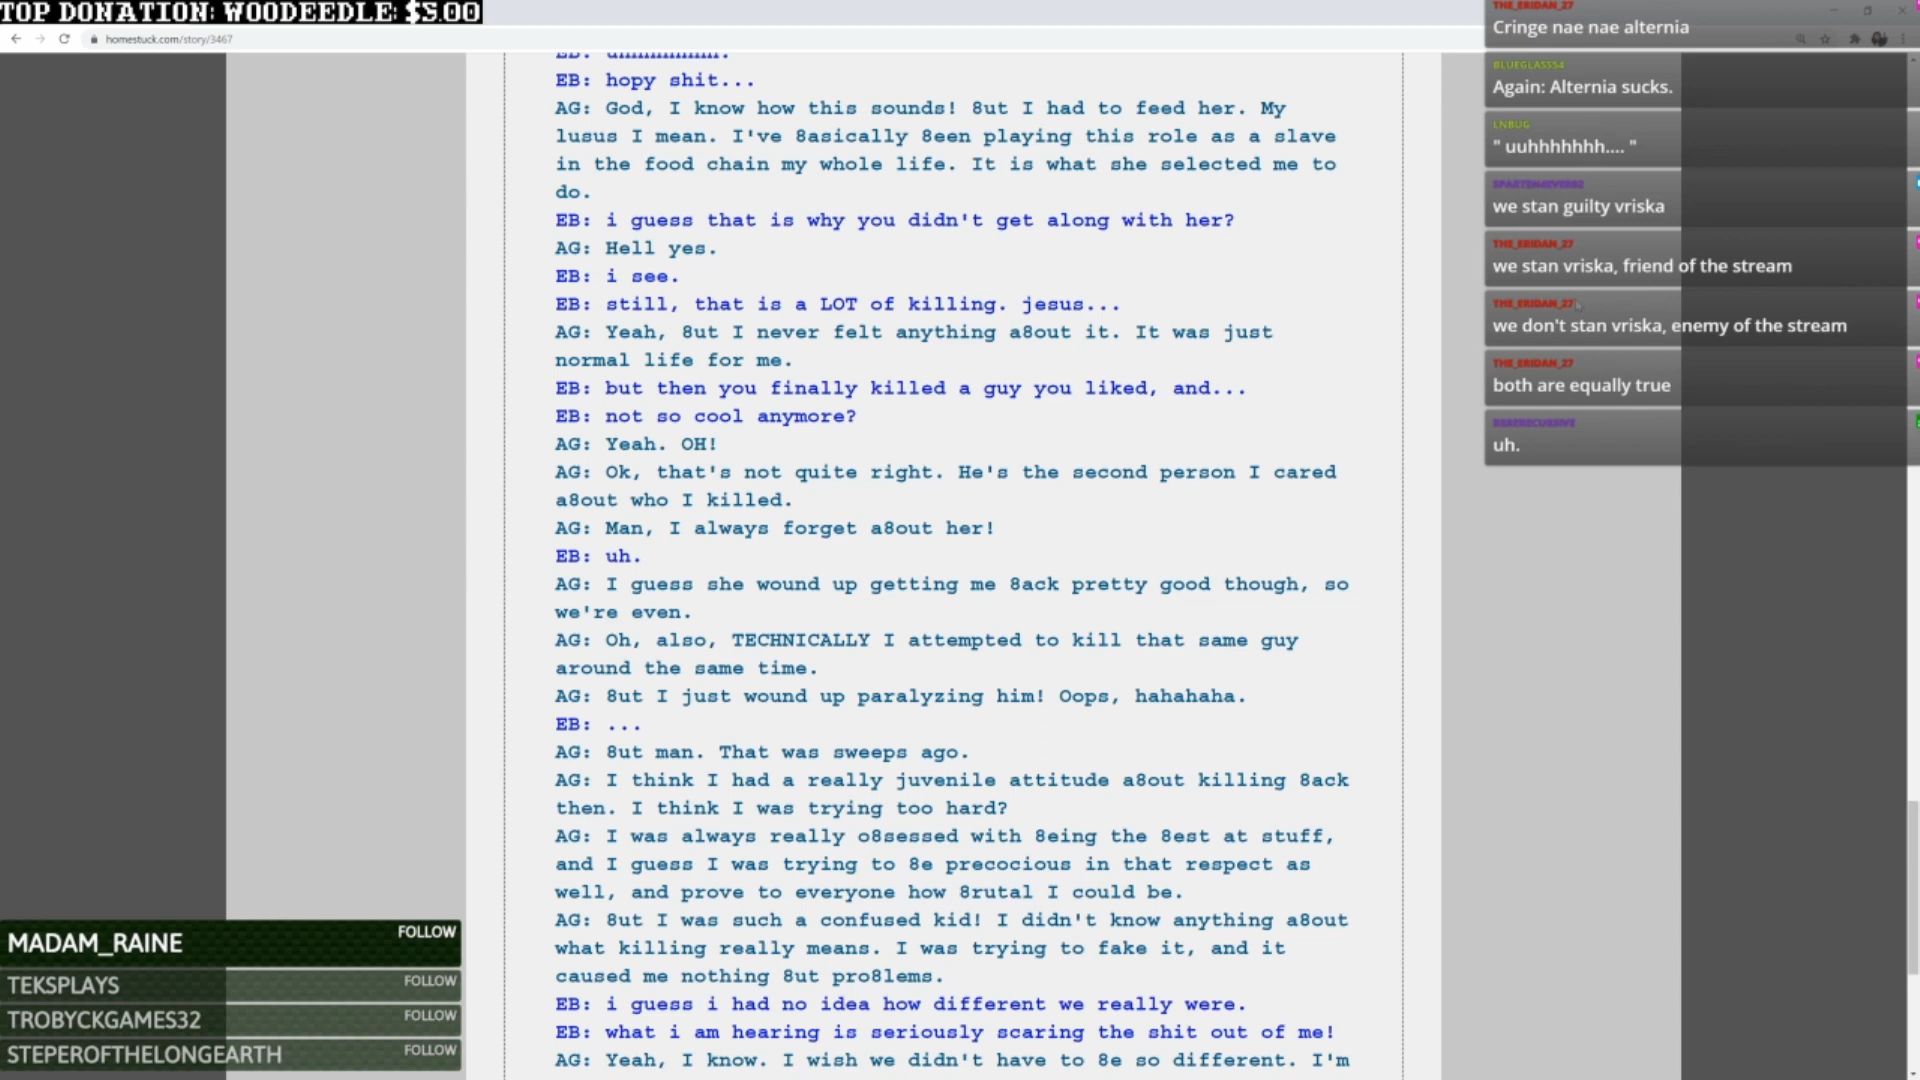 TOP DONATION: WOODEEDLE: $5.00
homestuck.com/story/3467
EB: hopy shit...
AG: God, I know how this sounds! 8ut I had to feed her. My
lusus I mean. I've 8asically 8een playing this role as a slave
in the food chain my whole life. It is what she selected me to
do.
EB: i guess that is why you didn't get along with her?
AG: Hell yes.
EB: i see.
EB: still, that is a LOT of killing. jesus...
AG: Yeah, 8ut I never felt anything a8out it. It was just
normal life for me.
EB: but then you finally killed a guy you liked, and...
EB: not so cool anymore?
AG: Yeah. OH!
AG: Ok, that's not quite right. He's the second person I cared
a8out who I killed.
AG: Man, I always forget a8out her!
EB: uh.
AG: I guess she wound up getting me 8ack pretty good though, so
we're even.
AG: Oh, also, TECHNICALLY I attempted to kill that same guy
around the same time.
AG: 8ut I just wound up paralyzing him! Oops, hahahaha.
EB: ...
AG: 8ut man. That was sweeps ago.
AG: I think I had a really juvenile attitude a8out killing 8ack
then. I think I was trying too hard?
AG: I was always really o8sessed with 8eing the 8est at stuff,
and I guess I was trying to 8e precocious in that respect as
well, and prove to everyone how 8rutal I could be.
AG: 8ut I was such a confused kid! I didn't know anything a8out
what killing really means. I was trying to fake it, and it
caused me nothing 8ut pro8lems.
EB: i guess i had no idea how different we really were.
EB: what i am hearing is seriously scaring the shit out of me!
AG: Yeah, I know. I wish we didn't have to 8e so different. I'm
THE_ERIDAN_27
Cringe nae nae alternia
BLUEGLASS54
Again: Alternia sucks.
LNBUG
" uuhhhhhhh.... "
we stan guilty vriska
THE_ERIDAN_27
we stan vriska, friend of the stream
THE_ERIDAN_27
we don't stan vriska, enemy of the stream
THE_ERIDAN_27
both are equally true
uh.
MADAM_RAINE FOLLOW
TEKSPLAYS FOLLOW
TROBYCKGAMES32 FOLLOW
STEPEROFTHELONGEARTH FOLLOW